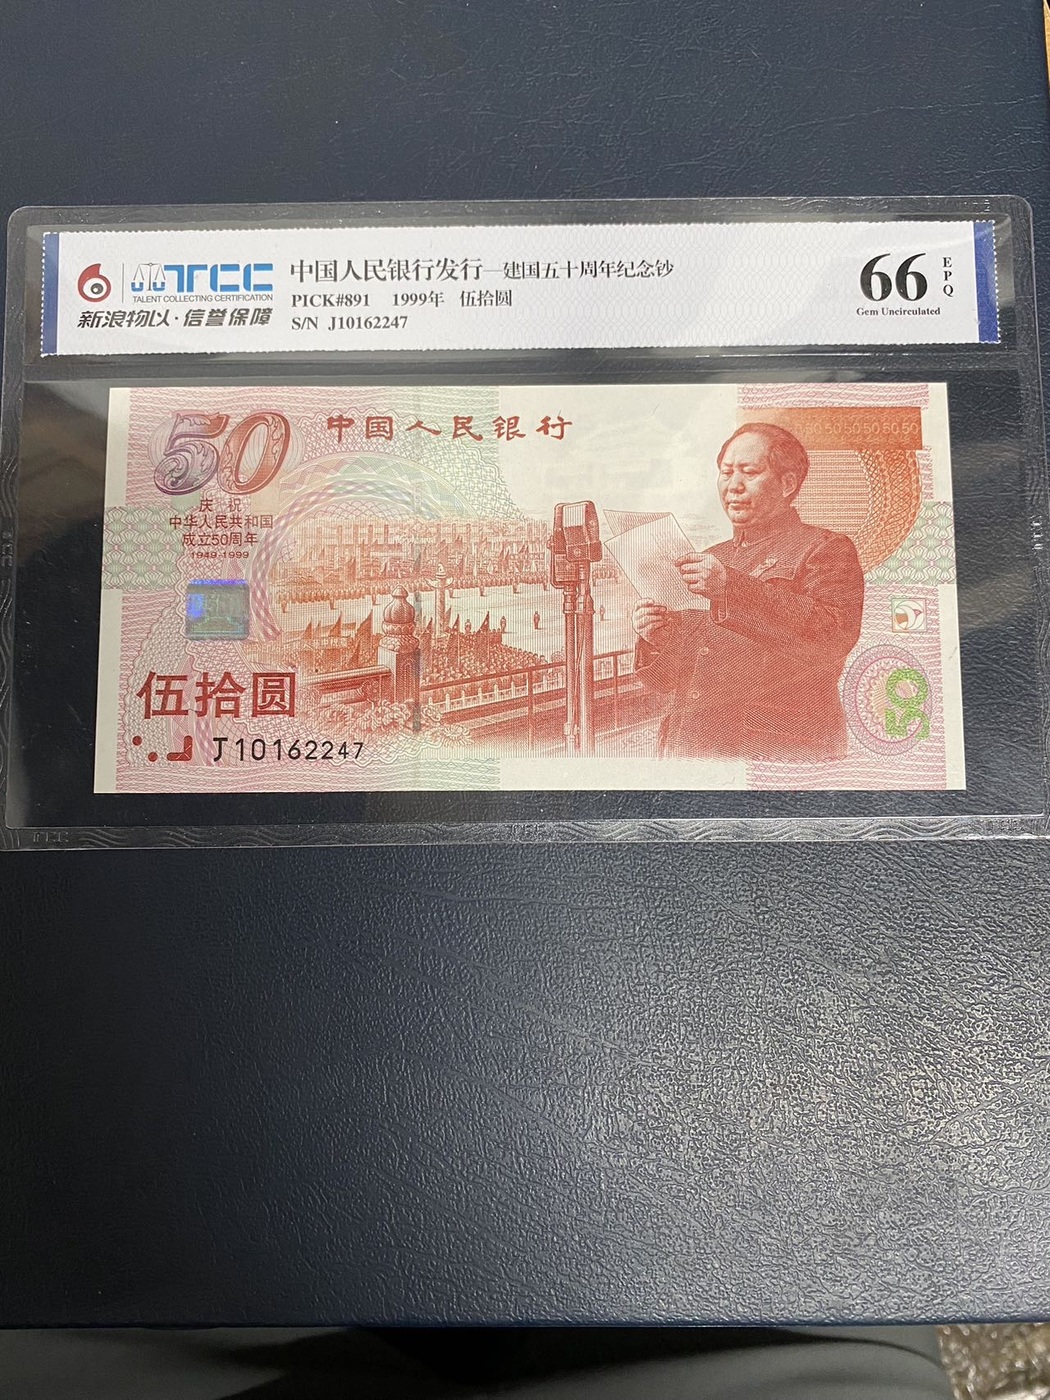 TCC
TALENT COLLECTING CERTIFICATION
新浪物以·信誉保障
中国人民银行发行—建国五十周年纪念钞
PICK#891 1999年 伍拾圆
S/N J10162247
66
EPQ
Gem Uncirculated
50
中国人民银行
505050505050
庆祝
中华人民共和国
成立50周年
1949-1999
伍拾圆
50
J10162247